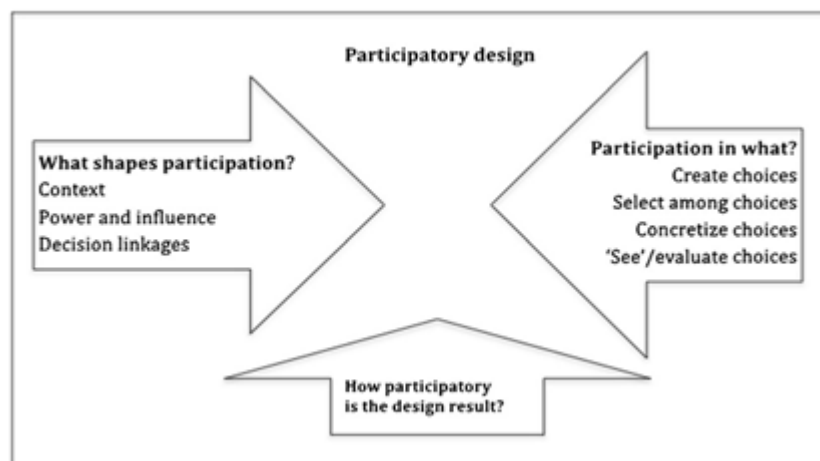 Participatory design
What shapes participation?
Context
Power and influence
Decision linkages
Participation in what?
Create choices
Select among choices
Concretize choices
‘See’/evaluate choices
How participatory
is the design result?